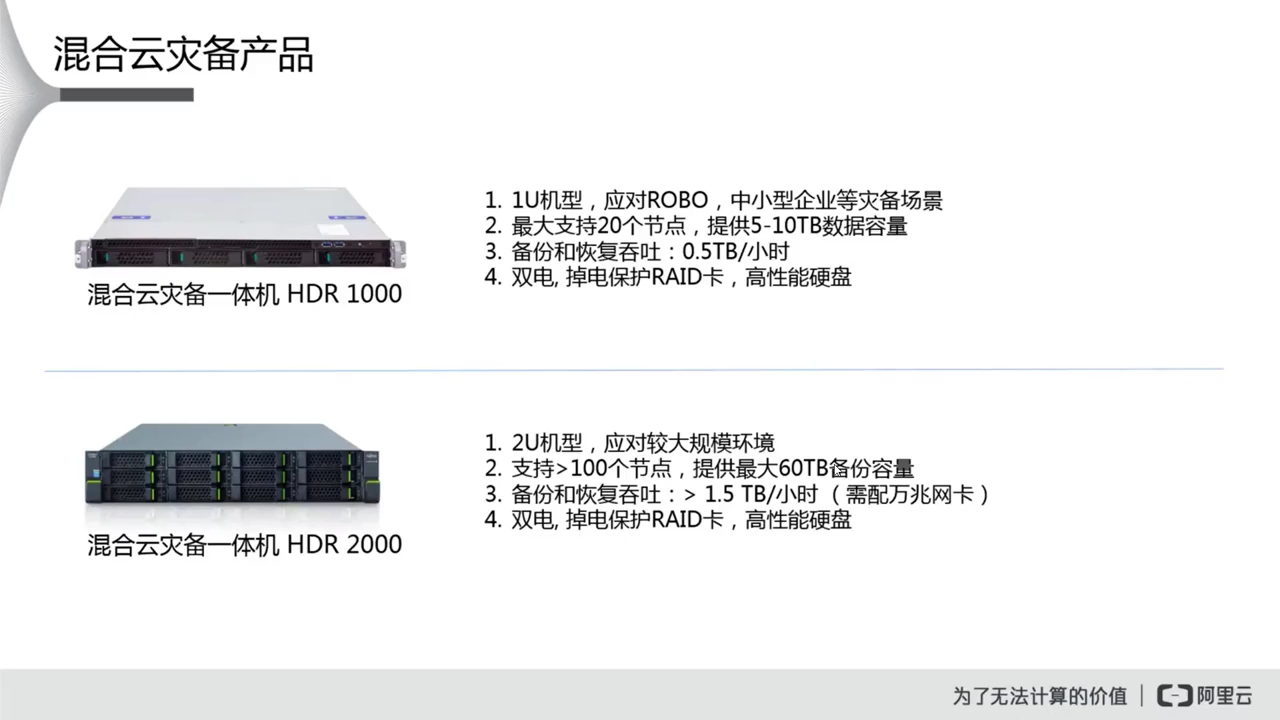 混合云灾备产品
1. 1U机型，应对ROBO，中小型企业等灾备场景
2. 最大支持20个节点，提供5-10TB数据容量
3. 备份和恢复吞吐：0.5TB/小时
4. 双电, 掉电保护RAID卡，高性能硬盘
混合云灾备一体机 HDR 1000
1. 2U机型，应对较大规模环境
2. 支持>100个节点，提供最大60TB备份容量
3. 备份和恢复吞吐：> 1.5 TB/小时（需配万兆网卡）
4. 双电, 掉电保护RAID卡，高性能硬盘
混合云灾备一体机 HDR 2000
为了无法计算的价值 | 阿里云